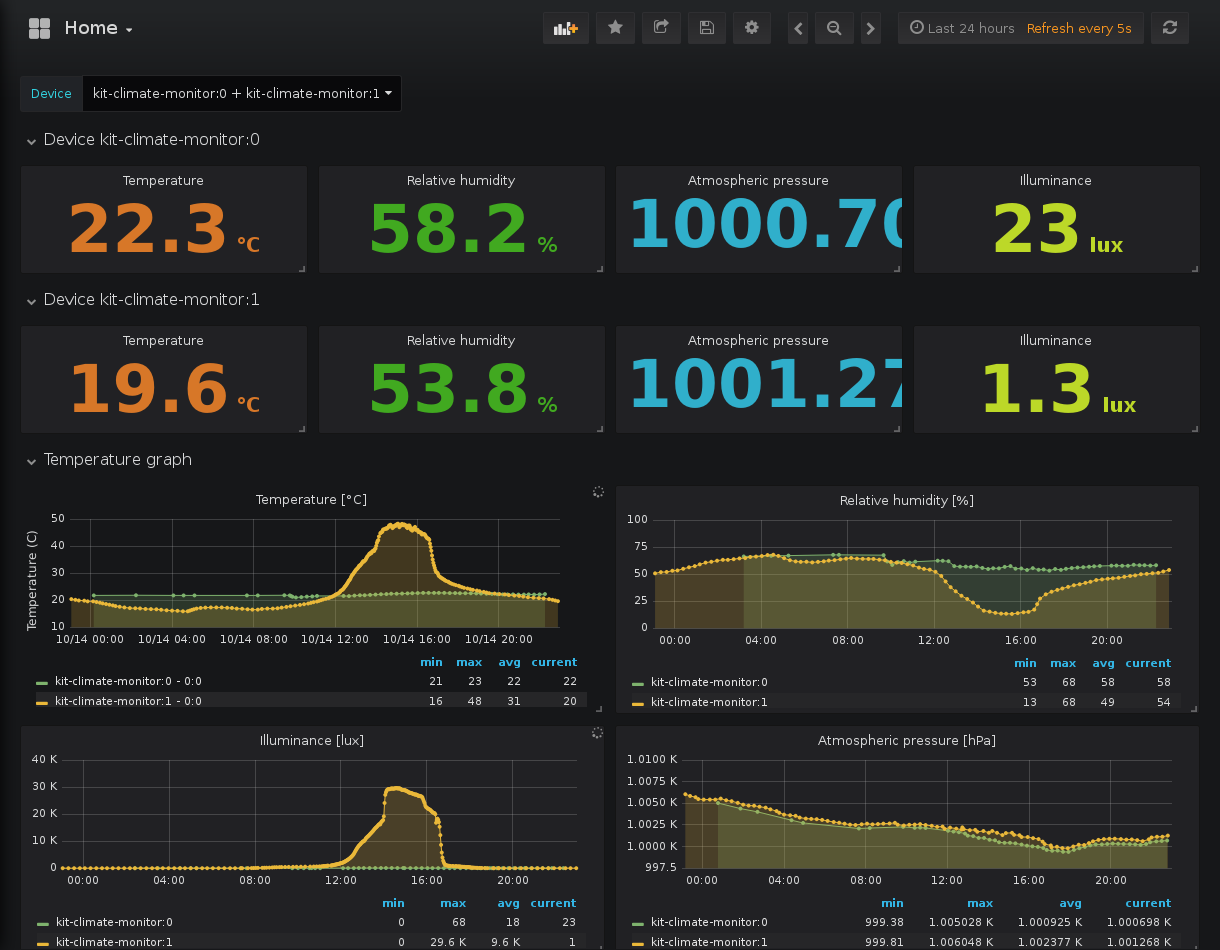 Home
Last 24 hours Refresh every 5s
Device kit-climate-monitor:0 + kit-climate-monitor:1
Device kit-climate-monitor:0
Temperature Relative humidity Atmospheric pressure Illuminance
22.3 °C 58.2 % 1000.70 23 lux
Device kit-climate-monitor:1
Temperature Relative humidity Atmospheric pressure Illuminance
19.6 °C 53.8 % 1001.27 1.3 lux
Temperature graph
Temperature [°C]
Temperature (C)
50
40
30
20
10
10/14 00:00 10/14 04:00 10/14 08:00 10/14 12:00 10/14 16:00 10/14 20:00
min max avg current
kit-climate-monitor:0 - 0:0 21 23 22 22
kit-climate-monitor:1 - 0:0 16 48 31 20
Relative humidity [%]
100
75
50
25
0
00:00 04:00 08:00 12:00 16:00 20:00
min max avg current
kit-climate-monitor:0 53 68 58 58
kit-climate-monitor:1 13 68 49 54
Illuminance [lux]
40 K
30 K
20 K
10 K
0
00:00 04:00 08:00 12:00 16:00 20:00
min max avg current
kit-climate-monitor:0 0 68 18 23
kit-climate-monitor:1 0 29.6 K 9.6 K 1
Atmospheric pressure [hPa]
1.0100 K
1.0075 K
1.0050 K
1.0025 K
1.0000 K
997.5
00:00 04:00 08:00 12:00 16:00 20:00
min max avg current
kit-climate-monitor:0 999.38 1.005028 K 1.000925 K 1.000698 K
kit-climate-monitor:1 999.81 1.006048 K 1.002377 K 1.001268 K